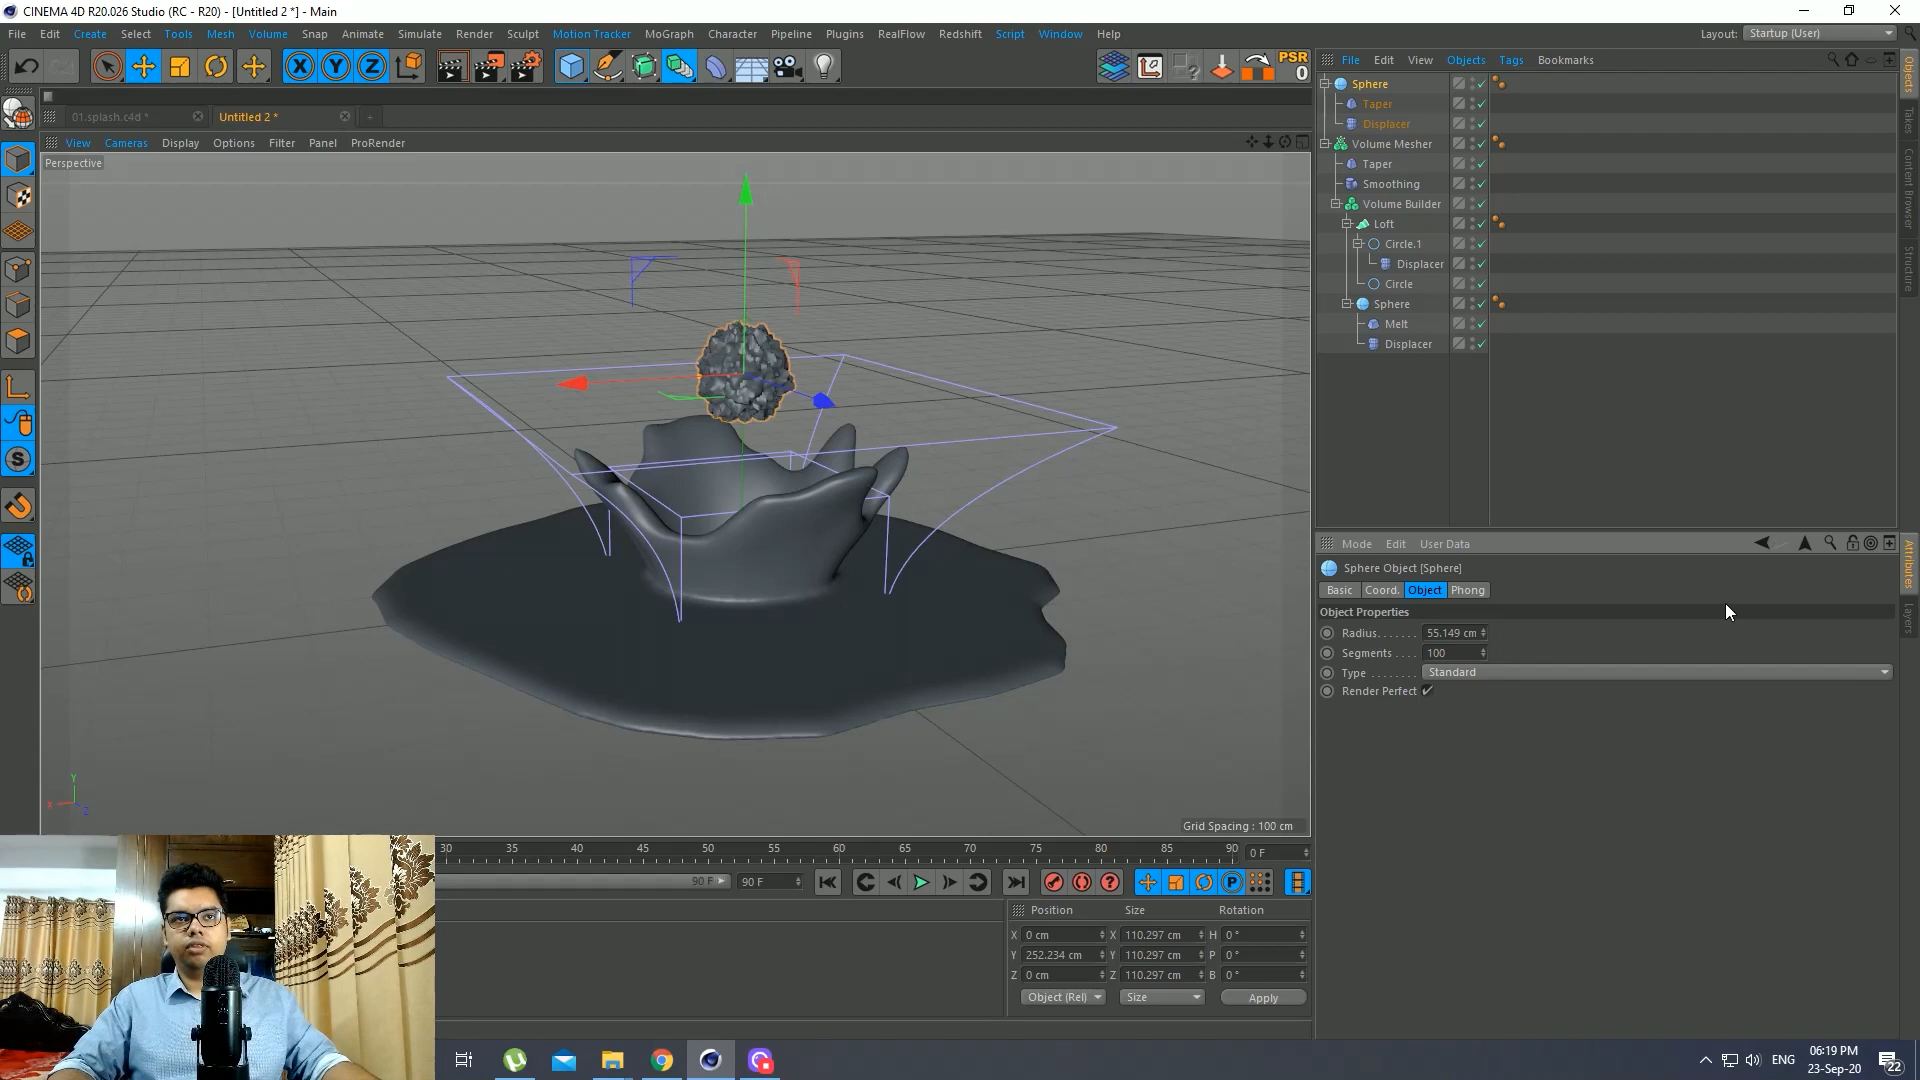 CINEMA 4D R20.026 Studio (RC - R20) - [Untitled 2 *] - Main
File Edit Create Select Tools Mesh Volume Snap Animate Simulate Render Sculpt Motion Tracker MoGraph Character Pipeline Plugins RealFlow Redshift Script Window Help
Layout: Startup (User)
X Y Z
PSR
0
File Edit View Objects Tags Bookmarks
Sphere
Taper
Displacer
Volume Mesher
Taper
Smoothing
Volume Builder
Loft
Circle.1
Displacer
Circle
Sphere
Melt
Displacer
Objects
Takes
Content Browser
Structure
01.splash.c4d *
Untitled 2 *
View Cameras Display Options Filter Panel ProRender
Perspective
Y
X
Z
Grid Spacing : 100 cm
Mode Edit User Data
Sphere Object [Sphere]
Basic Coord. Object Phong
Object Properties
Radius....... 55.149 cm
Segments .... 100
Type ........ Standard
Render Perfect
Attributes
Layers
30 35 40 45 50 55 60 65 70 75 80 85 90
0 F
90 F
90 F
Position Size Rotation
X 0 cm X 110.297 cm H 0 °
Y 252.234 cm Y 110.297 cm P 0 °
Z 0 cm Z 110.297 cm B 0 °
Object (Rel) Size Apply
ENG
06:19 PM
23-Sep-20
22